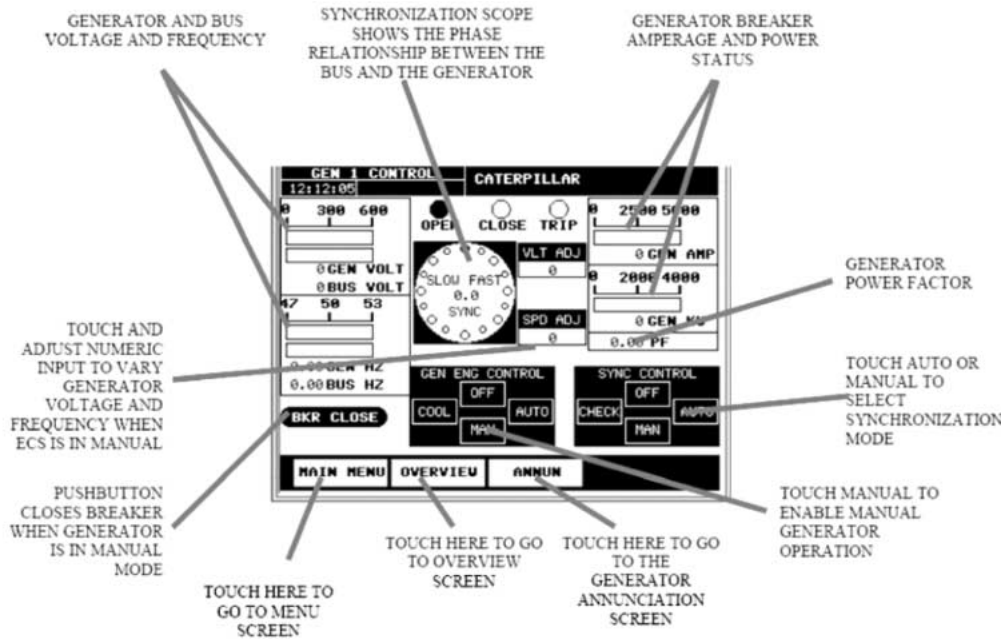 GENERATOR AND BUS
VOLTAGE AND FREQUENCY
SYNCHRONIZATION SCOPE
SHOWS THE PHASE
RELATIONSHIP BETWEEN THE
BUS AND THE GENERATOR
GENERATOR BREAKER
AMPERAGE AND POWER
STATUS
GEN 1 CONTROL
CATERPILLAR
12:12:05
0 300 600
OPEN CLOSE TRIP
0 2500 5000
VLT ADJ
0
0 GEN AMP
0 GEN VOLT
0 BUS VOLT
SLOW FAST
0.0
SYNC
0 2000 4000
47 50 53
SPD ADJ
0
0 GEN KW
0.00 PF
0.00 GEN HZ
0.00 BUS HZ
GEN ENG CONTROL
OFF
COOL
AUTO
MAN
SYNC CONTROL
OFF
CHECK
AUTO
MAN
BKR CLOSE
MAIN MENU
OVERVIEW
ANNUN
GENERATOR
POWER FACTOR
TOUCH AND
ADJUST NUMERIC
INPUT TO VARY
GENERATOR
VOLTAGE AND
FREQUENCY WHEN
ECS IS IN MANUAL
TOUCH AUTO OR
MANUAL TO
SELECT
SYNCHRONIZATION
MODE
PUSHBUTTON
CLOSES BREAKER
WHEN GENERATOR
IS IN MANUAL
MODE
TOUCH MANUAL TO
ENABLE MANUAL
GENERATOR
OPERATION
TOUCH HERE TO
GO TO MENU
SCREEN
TOUCH HERE TO GO
TO OVERVIEW
SCREEN
TOUCH HERE TO GO
TO THE
GENERATOR
ANNUNCIATION
SCREEN